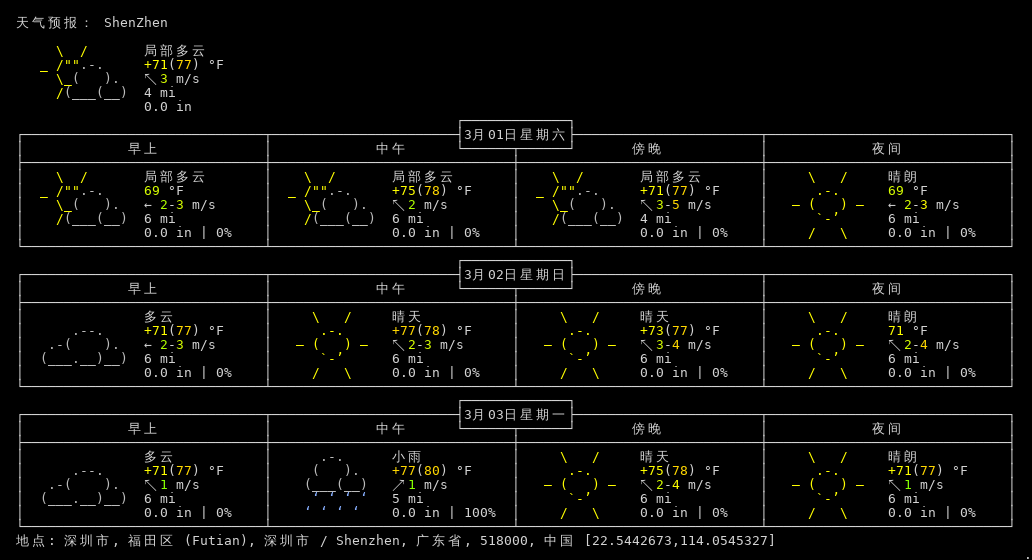 天气预报： ShenZhen
局部多云
+71(77) °F
↖3 m/s
4 mi
0.0 in
3月01日星期六
早上 中午 傍晚 夜间
局部多云 局部多云 局部多云 晴朗
69 °F +75(78) °F +71(77) °F 69 °F
← 2-3 m/s ↖2 m/s ↖3-5 m/s ← 2-3 m/s
6 mi 6 mi 4 mi 6 mi
0.0 in | 0% 0.0 in | 0% 0.0 in | 0% 0.0 in | 0%
3月02日星期日
早上 中午 傍晚 夜间
多云 晴天 晴天 晴朗
+71(77) °F +77(78) °F +73(77) °F 71 °F
← 2-3 m/s ↖2-3 m/s ↖3-4 m/s ↖2-4 m/s
6 mi 6 mi 6 mi 6 mi
0.0 in | 0% 0.0 in | 0% 0.0 in | 0% 0.0 in | 0%
3月03日星期一
早上 中午 傍晚 夜间
多云 小雨 晴天 晴朗
+71(77) °F +77(80) °F +75(78) °F +71(77) °F
↖1 m/s ↗1 m/s ↖2-4 m/s ↖1 m/s
6 mi 5 mi 6 mi 6 mi
0.0 in | 0% 0.0 in | 100% 0.0 in | 0% 0.0 in | 0%
地点: 深圳市, 福田区 (Futian), 深圳市 / Shenzhen, 广东省, 518000, 中国 [22.5442673,114.0545327]